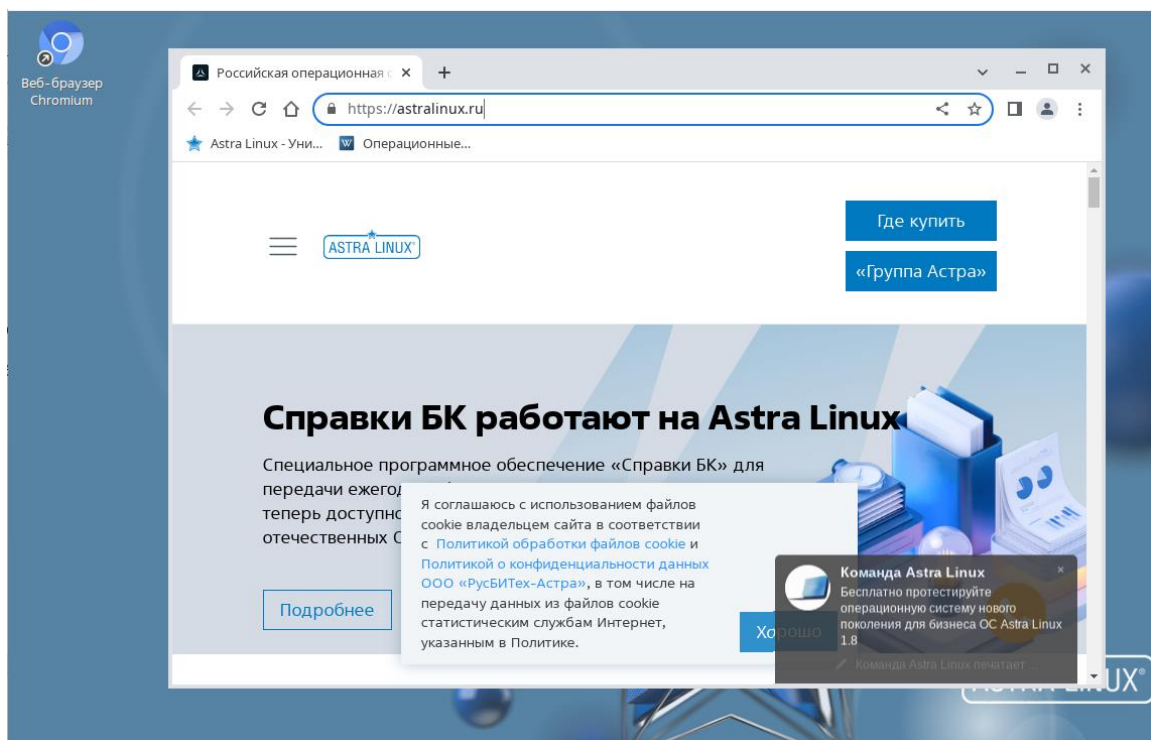 Веб-браузер
Chromium
Российская операционная с
https://astralinux.ru
Astra Linux - Уни...
W Операционные...
ASTRA LINUX®
Где купить
«Группа Астра»
Справки БК работают на Astra Linux
Специальное программное обеспечение «Справки БК» для
передачи ежегод
теперь доступно
отечественных С
Подробнее
Я соглашаюсь с использованием файлов
cookie владельцем сайта в соответствии
с Политикой обработки файлов cookie и
Политикой о конфиденциальности данных
ООО «РусБИТех-Астра», в том числе на
передачу данных из файлов cookie
статистическим службам Интернет,
указанным в Политике.
Хорошо
Команда Astra Linux
Бесплатно протестируйте
операционную систему нового
поколения для бизнеса ОС Astra Linux
1.8
Команда Astra Linux печатает ...
ASTRA LINUX®